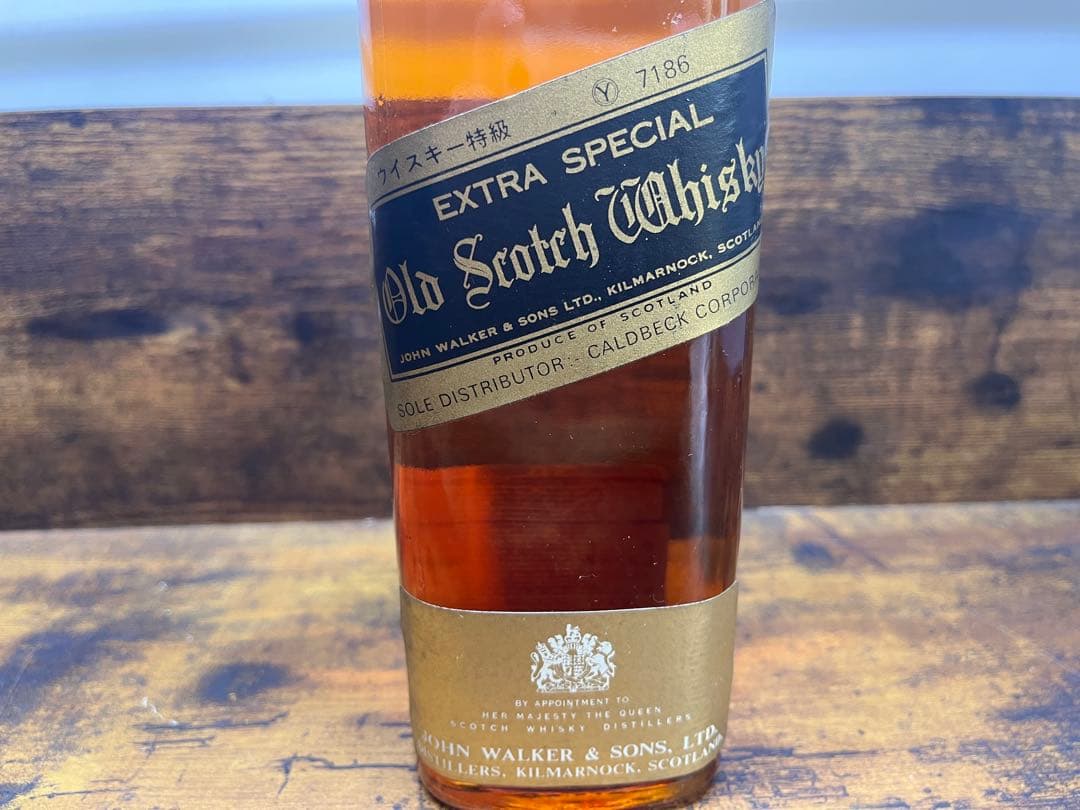 ウイスキー特級 Ⓨ 7186
EXTRA SPECIAL
Old Scotch Whisky
JOHN WALKER & SONS LTD., KILMARNOCK, SCOTLAND
PRODUCE OF SCOTLAND
SOLE DISTRIBUTOR:- CALDBECK CORPOR
BY APPOINTMENT TO
HER MAJESTY THE QUEEN
SCOTCH WHISKY DISTILLERS
JOHN WALKER & SONS, LTD.
DISTILLERS, KILMARNOCK, SCOTLAND